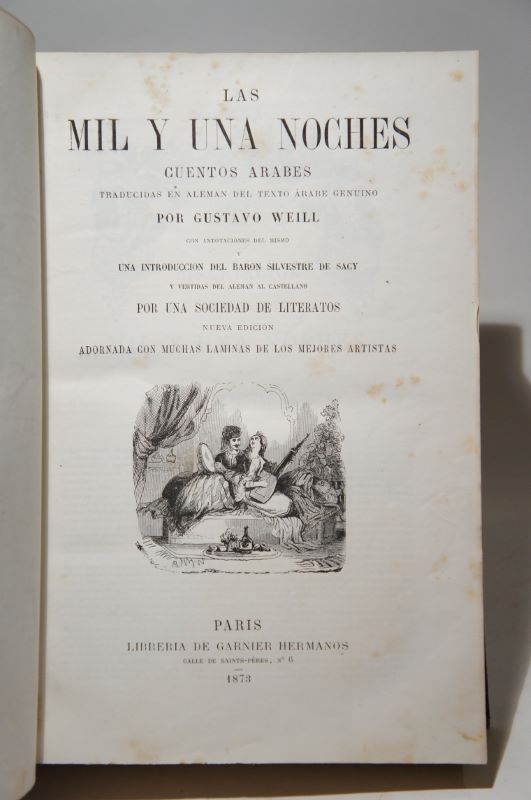 LAS
MIL Y UNA NOCHES
CUENTOS ARABES
TRADUCIDAS EN ALEMAN DEL TEXTO ÁRABE GENUINO
POR GUSTAVO WEILL
CON ANTOTACIONES DEL MISMO
Y
UNA INTRODUCCION DEL BARON SILVESTRE DE SACY
Y VERTIDAS DEL ALEMAN AL CASTELLANO
POR UNA SOCIEDAD DE LITERATOS
NUEVA EDICION
ADORNADA CON MUCHAS LAMINAS DE LOS MEJORES ARTISTAS
PARIS
LIBRERIA DE GARNIER HERMANOS
CALLE DE SAINTS-PÈRES, Nº 6
1873